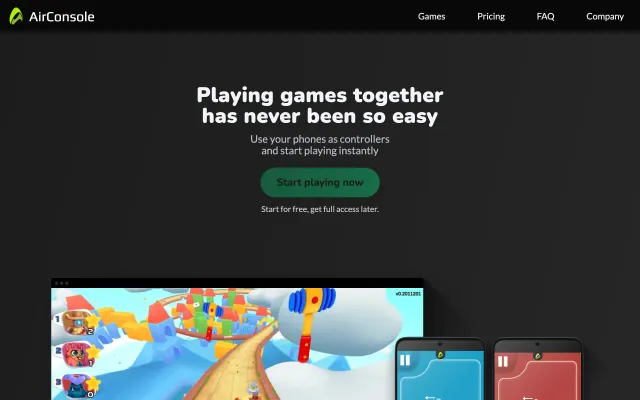 AirConsole
Games
Pricing
FAQ
Company
Playing games together
has never been so easy
Use your phones as controllers
and start playing instantly
Start playing now
Start for free, get full access later.
v0.2011201
1
2
2
1
3
0